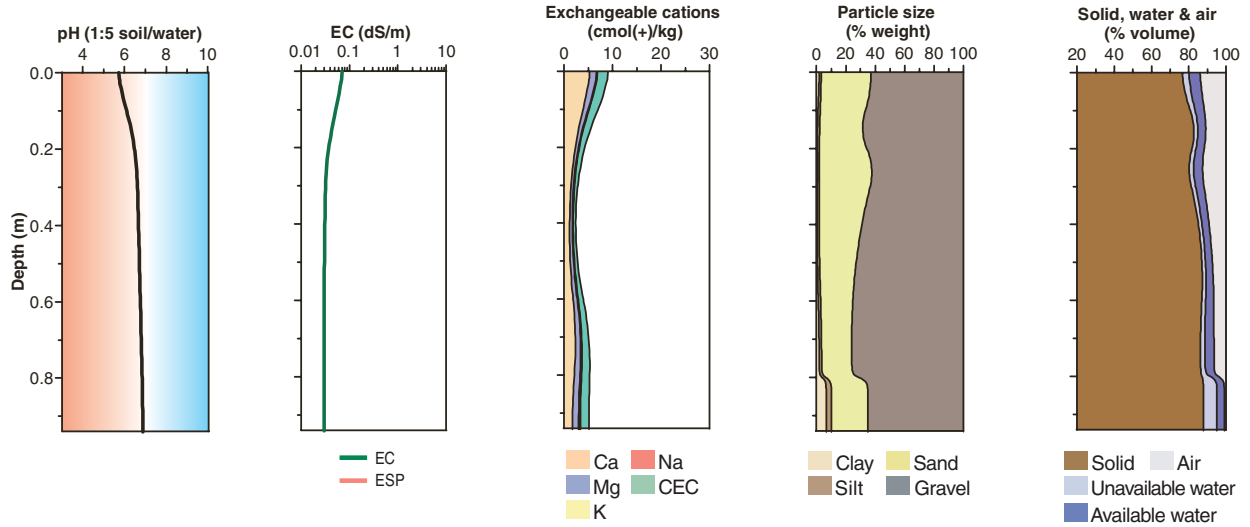 pH (1:5 soil/water)
4 6 8 10
EC (dS/m)
0.01 0.1 1 10
Exchangeable cations
(cmol(+)/kg)
0 10 20 30
Particle size
(% weight)
0 20 40 60 80 100
Solid, water & air
(% volume)
20 40 60 80 100
Depth (m)
0.0
0.2
0.4
0.6
0.8
EC
ESP
Ca Na
Mg CEC
K
Clay Sand
Silt Gravel
Solid Air
Unavailable water
Available water